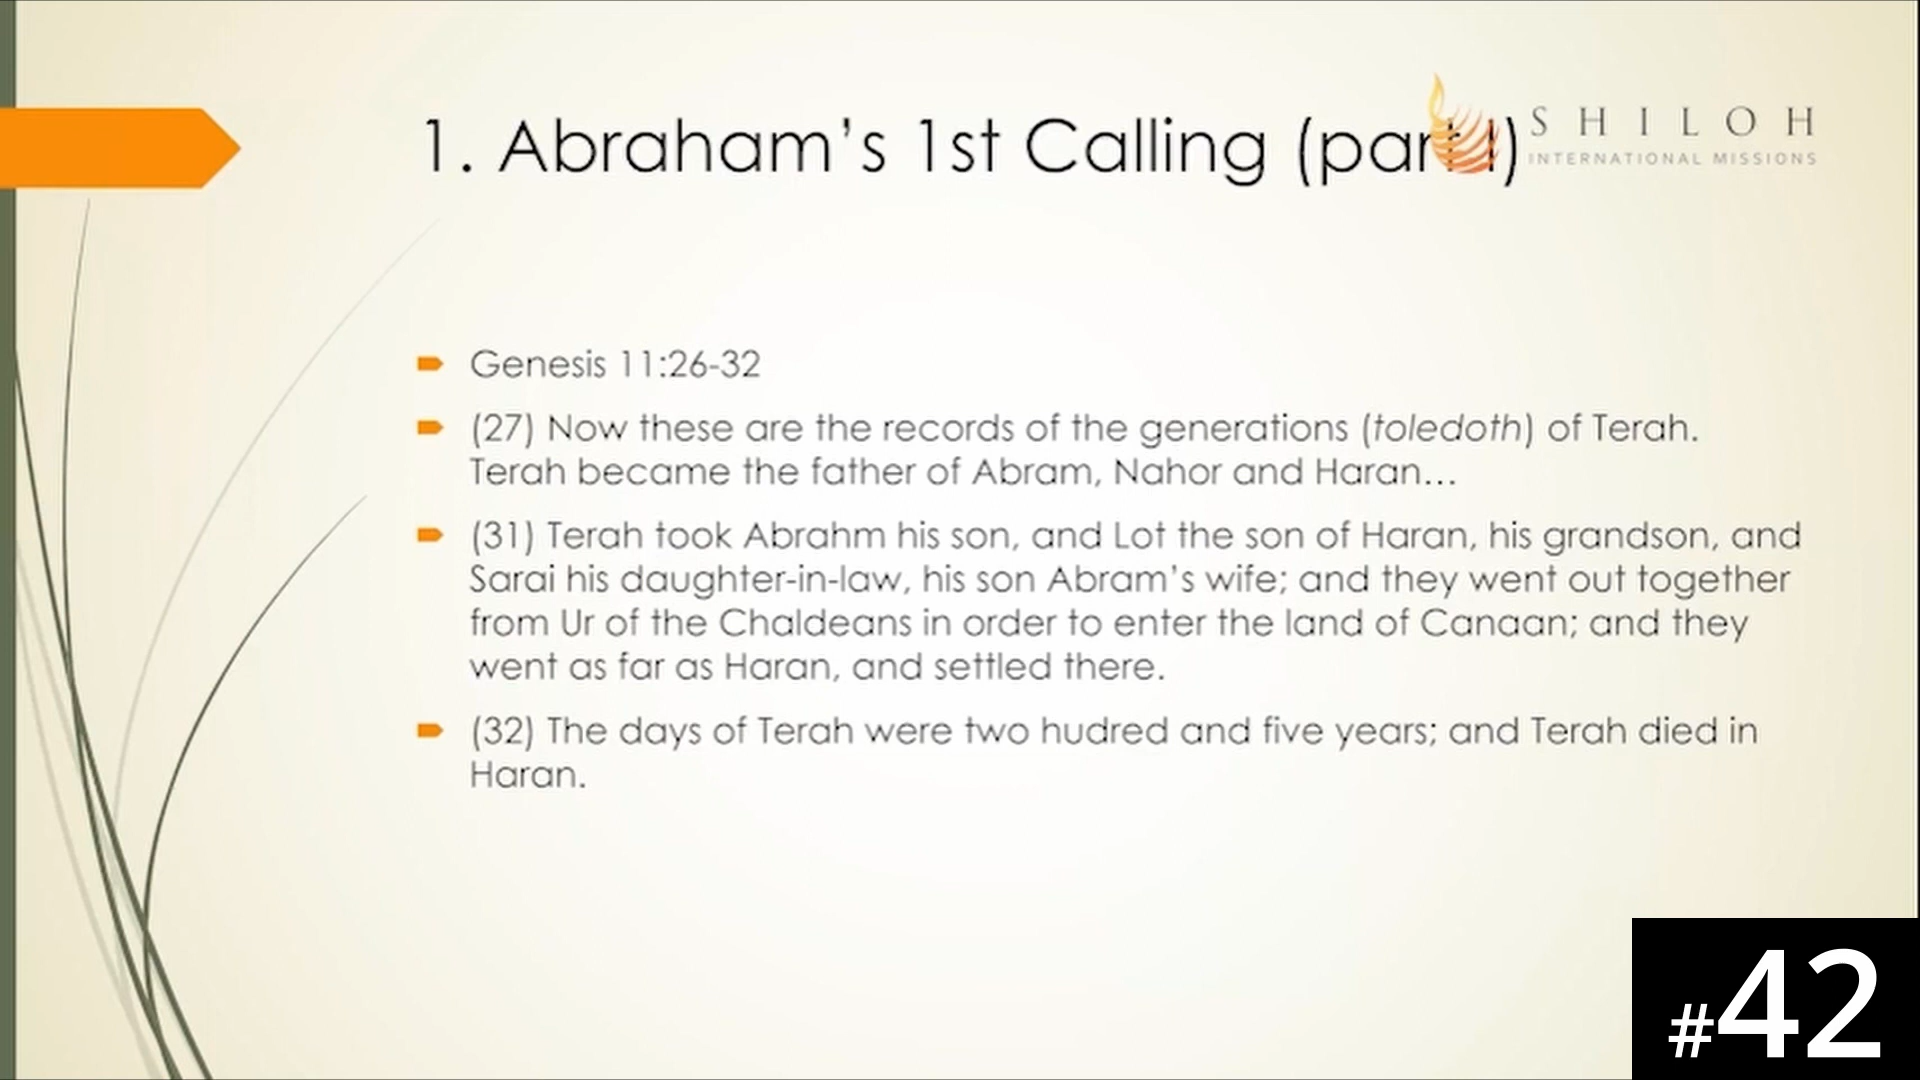 1. Abraham’s 1st Calling (part I)
SHILOH
INTERNATIONAL MISSIONS
Genesis 11:26-32
(27) Now these are the records of the generations (toledoth) of Terah.
Terah became the father of Abram, Nahor and Haran…
(31) Terah took Abrahm his son, and Lot the son of Haran, his grandson, and
Sarai his daughter-in-law, his son Abram’s wife; and they went out together
from Ur of the Chaldeans in order to enter the land of Canaan; and they
went as far as Haran, and settled there.
(32) The days of Terah were two hudred and five years; and Terah died in
Haran.
#42